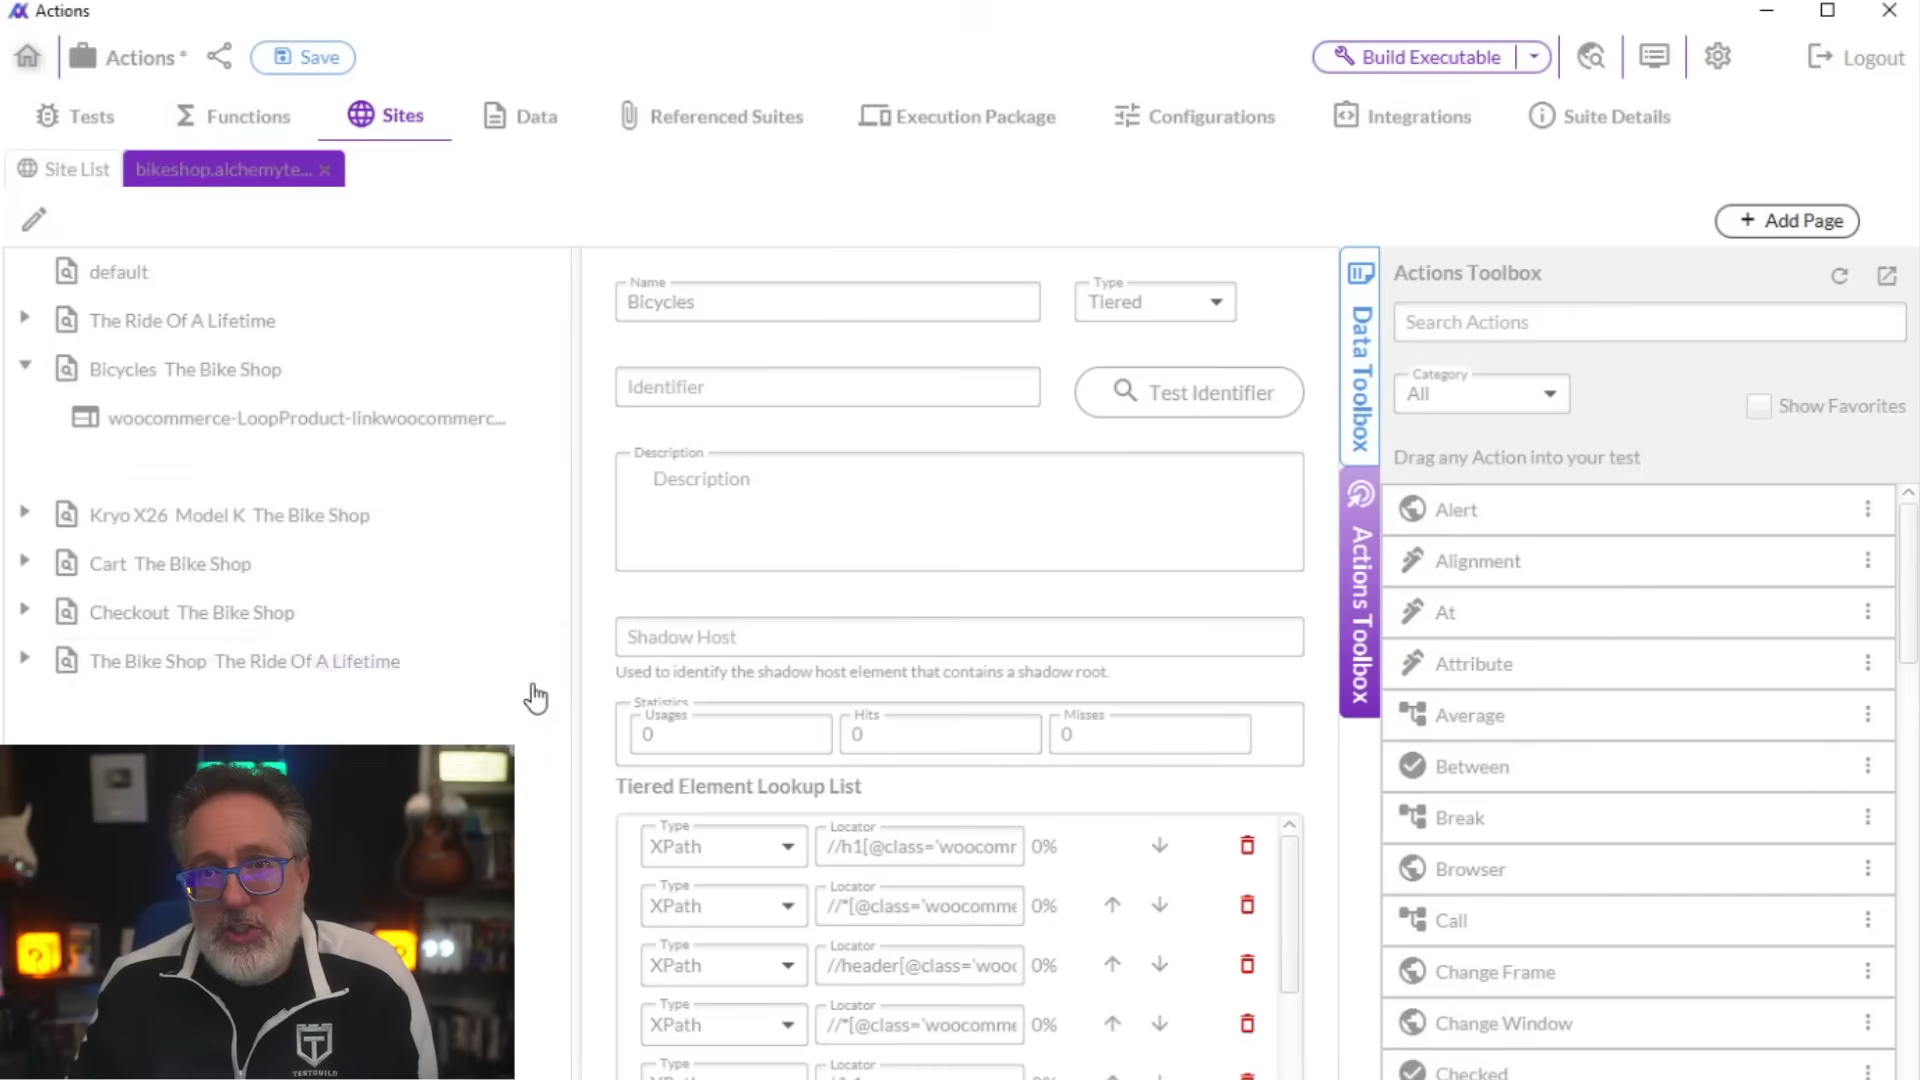 Actions
Actions *
Save
Build Executable
Logout
Tests
Functions
Sites
Data
Referenced Suites
Execution Package
Configurations
Integrations
Suite Details
Site List
bikeshop.alchemyte... ×
+ Add Page
default
The Ride Of A Lifetime
Bicycles The Bike Shop
woocommerce-LoopProduct-linkwoocommerc...
Kryo X26 Model K The Bike Shop
Cart The Bike Shop
Checkout The Bike Shop
The Bike Shop The Ride Of A Lifetime
Name
Bicycles
Type
Tiered
Identifier
Test Identifier
Description
Description
Shadow Host
Used to identify the shadow host element that contains a shadow root.
Statistics
Usages
0
Hits
0
Misses
0
Tiered Element Lookup List
Type
XPath
Locator
//h1[@class='woocomr
0%
Type
XPath
Locator
//*[@class='woocomme
0%
Type
XPath
Locator
//header[@class='wooc
0%
Type
XPath
Locator
//*[@class='woocomme
0%
Type
Locator
Data Toolbox
Actions Toolbox
Actions Toolbox
Search Actions
Category
All
Show Favorites
Drag any Action into your test
Alert
Alignment
At
Attribute
Average
Between
Break
Browser
Call
Change Frame
Change Window
Checked
TESTGUILD